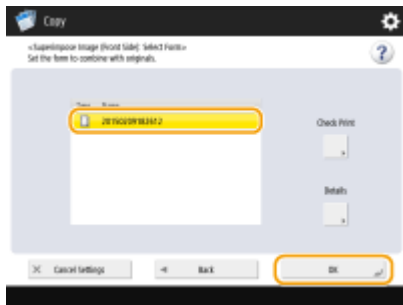 Copy
<Superimpose Image (Front Side): Select Form>
Set the form to combine with originals.
?
Name
20150209183612
Check Print
Details
Cancel Settings
Back
OK